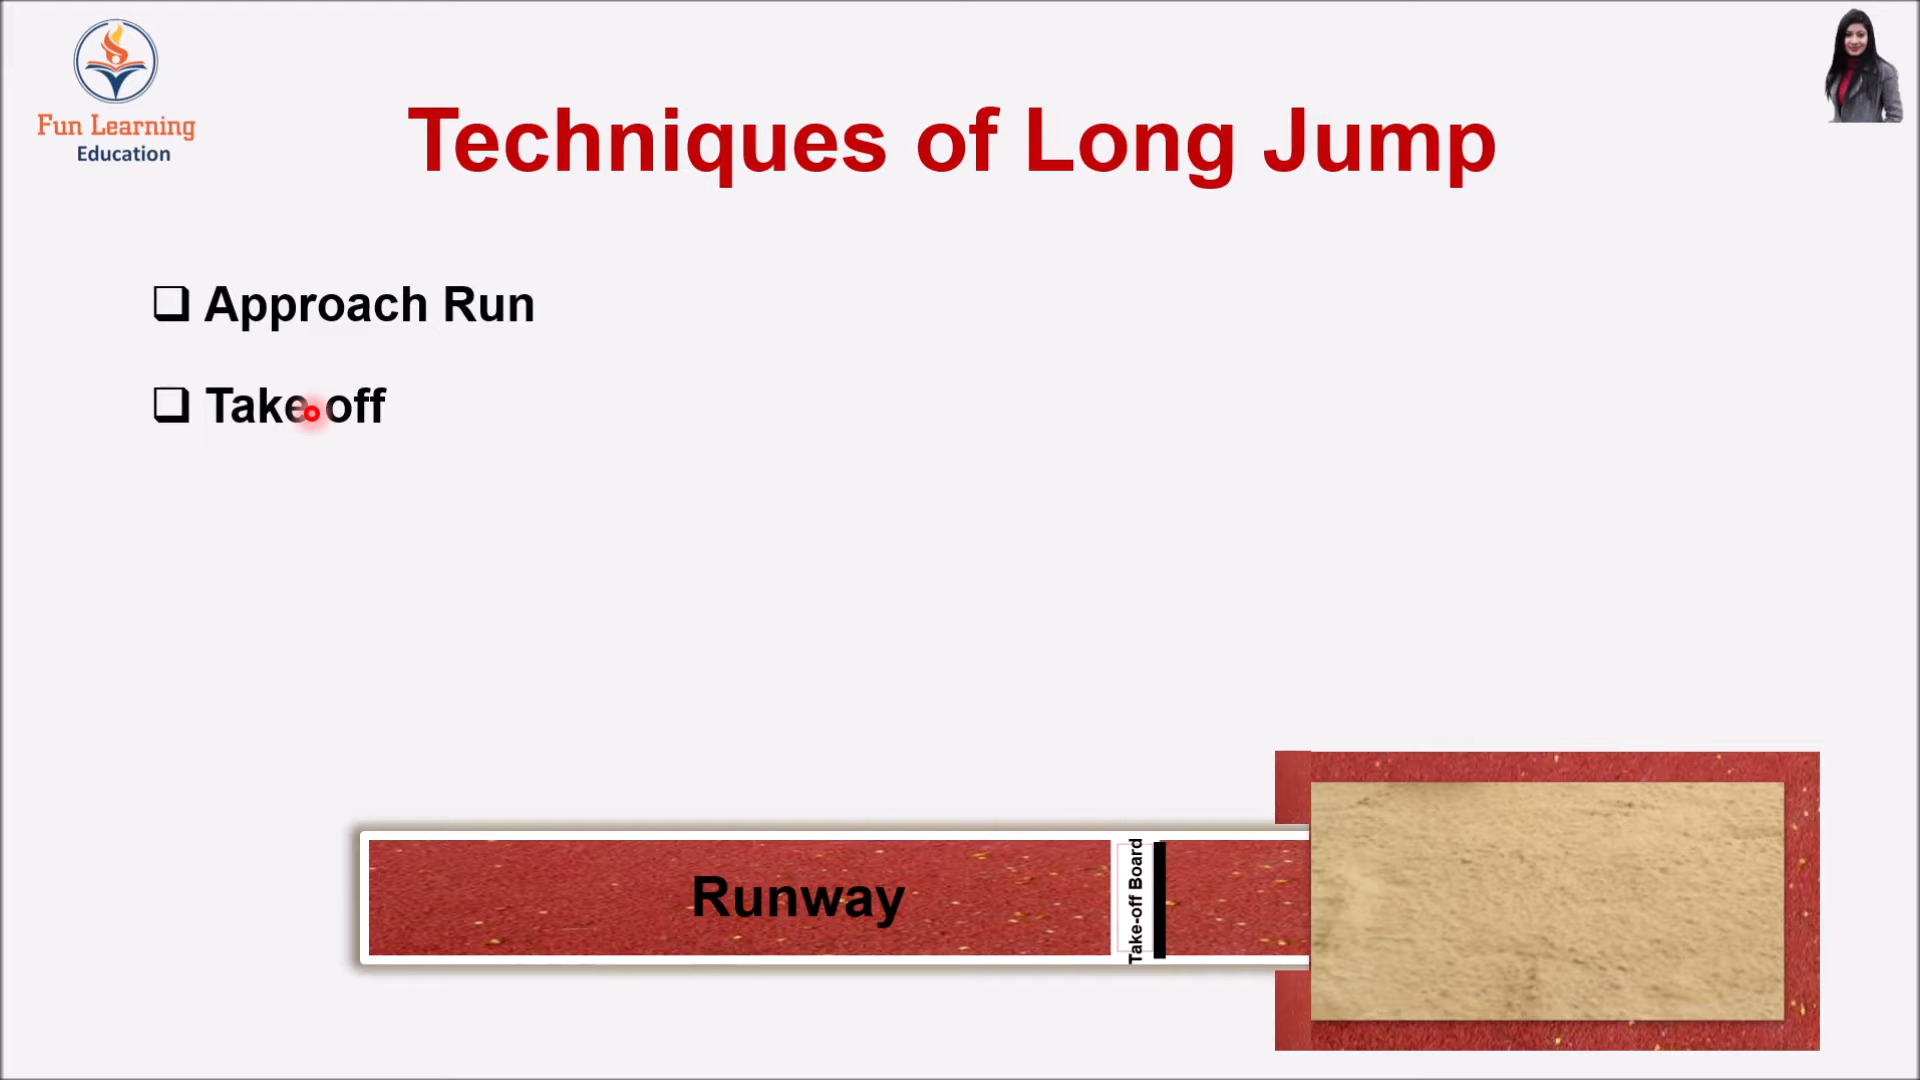 Fun Learning
Education
Techniques of Long Jump
Approach Run
Take off
Runway
Take-off Board